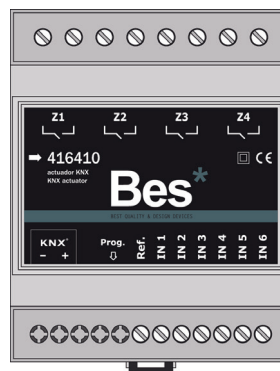 Z1 Z2 Z3 Z4
416410
actuador KNX
KNX actuator
CE
Bes*
BEST QUALITY & DESIGN DEVICES
KNX® Prog. Ref. IN 1 IN 2 IN 3 IN 4 IN 5 IN 6
- +